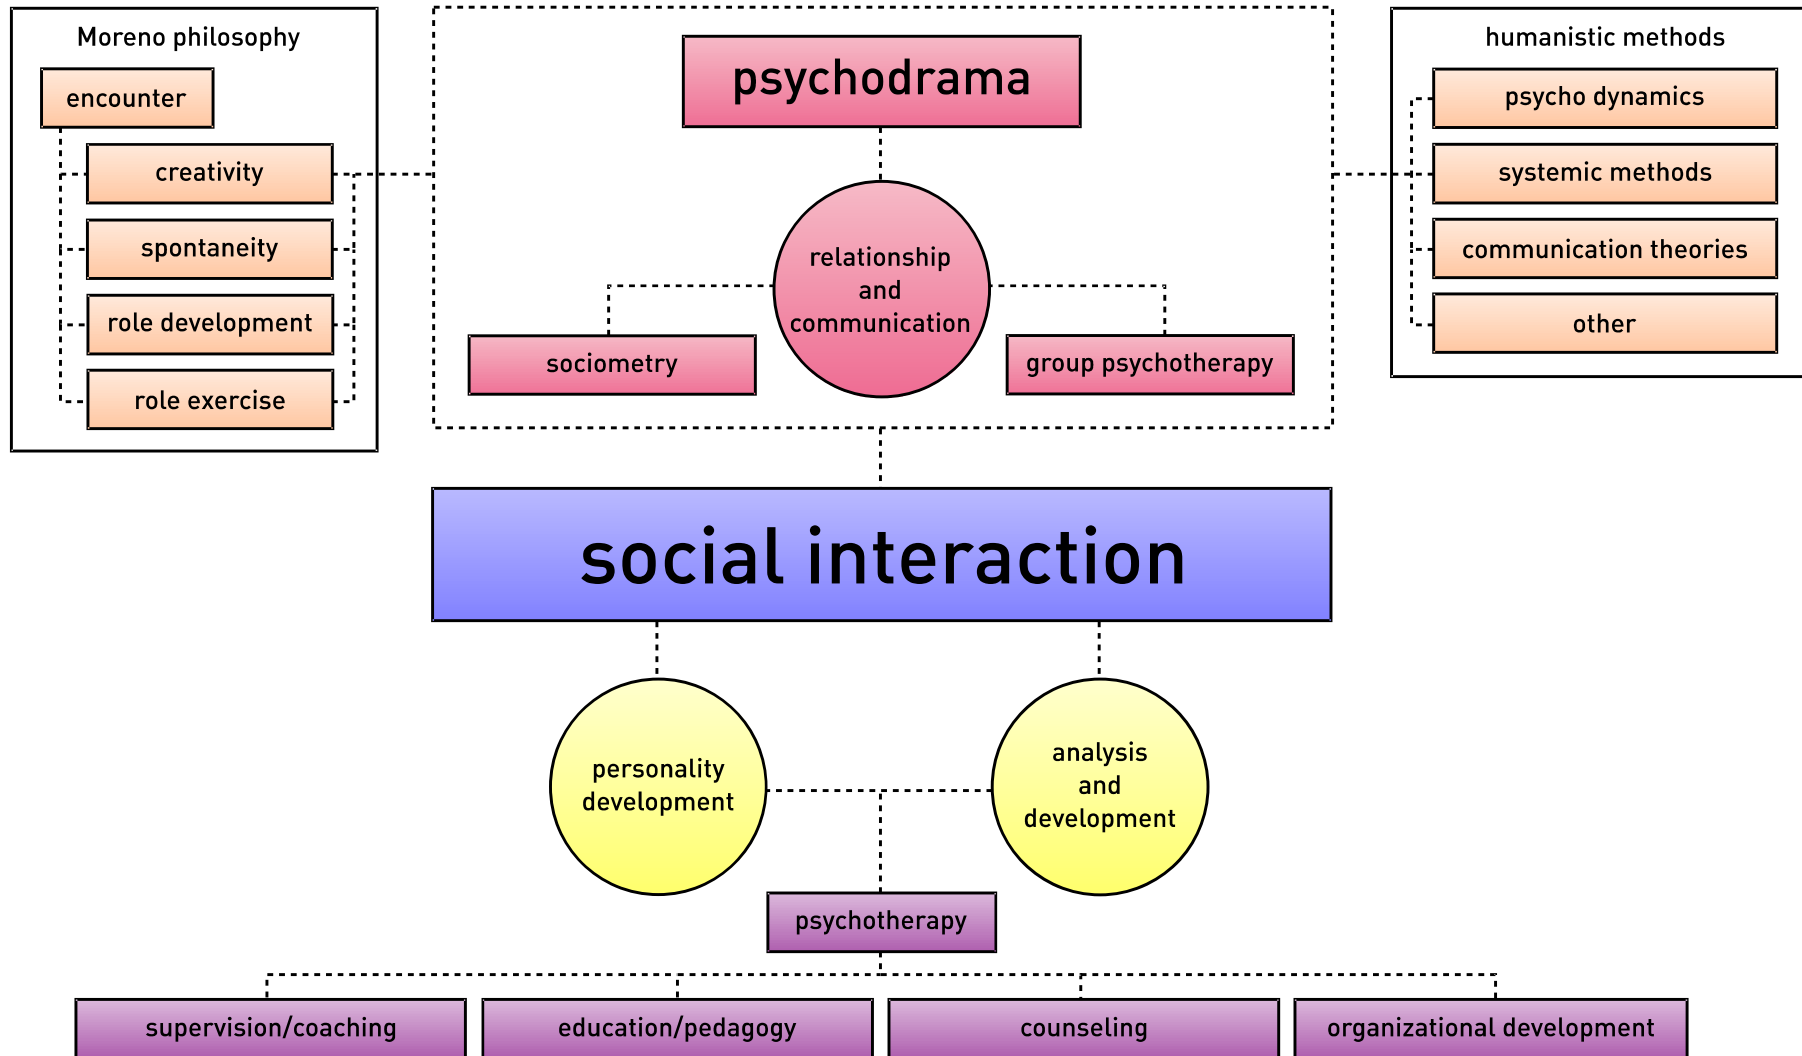 Moreno philosophy
encounter
creativity
spontaneity
role development
role exercise
psychodrama
relationship
and
communication
sociometry
group psychotherapy
humanistic methods
psycho dynamics
systemic methods
communication theories
other
social interaction
personality
development
analysis
and
development
psychotherapy
supervision/coaching
education/pedagogy
counseling
organizational development